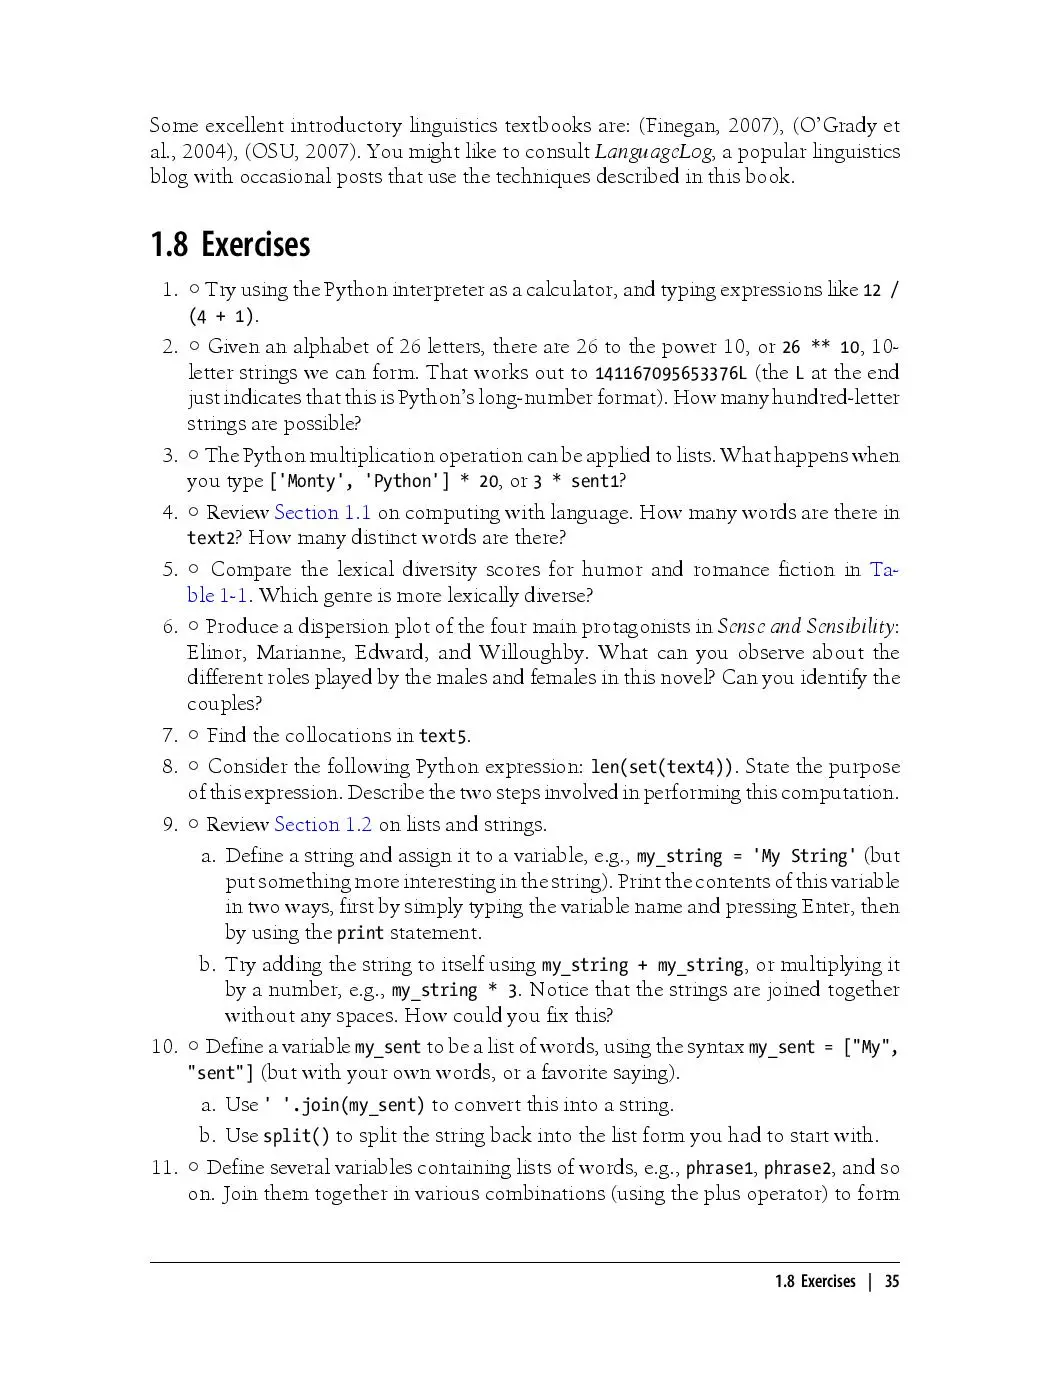 Some excellent introductory linguistics textbooks are: (Finegan, 2007), (O’Grady et
al., 2004), (OSU, 2007). You might like to consult LanguageLog, a popular linguistics
blog with occasional posts that use the techniques described in this book.
1.8 Exercises
1. ○ Try using the Python interpreter as a calculator, and typing expressions like 12 /
(4 + 1).
2. ○ Given an alphabet of 26 letters, there are 26 to the power 10, or 26 ** 10, 10-
letter strings we can form. That works out to 141167095653376L (the L at the end
just indicates that this is Python’s long-number format). How many hundred-letter
strings are possible?
3. ○ The Python multiplication operation can be applied to lists. What happens when
you type ['Monty', 'Python'] * 20, or 3 * sent1?
4. ○ Review Section 1.1 on computing with language. How many words are there in
text2? How many distinct words are there?
5. ○ Compare the lexical diversity scores for humor and romance fiction in Ta-
ble 1-1. Which genre is more lexically diverse?
6. ○ Produce a dispersion plot of the four main protagonists in Sense and Sensibility:
Elinor, Marianne, Edward, and Willoughby. What can you observe about the
different roles played by the males and females in this novel? Can you identify the
couples?
7. ○ Find the collocations in text5.
8. ○ Consider the following Python expression: len(set(text4)). State the purpose
of this expression. Describe the two steps involved in performing this computation.
9. ○ Review Section 1.2 on lists and strings.
a. Define a string and assign it to a variable, e.g., my_string = 'My String' (but
put something more interesting in the string). Print the contents of this variable
in two ways, first by simply typing the variable name and pressing Enter, then
by using the print statement.
b. Try adding the string to itself using my_string + my_string, or multiplying it
by a number, e.g., my_string * 3. Notice that the strings are joined together
without any spaces. How could you fix this?
10. ○ Define a variable my_sent to be a list of words, using the syntax my_sent = ["My",
"sent"] (but with your own words, or a favorite saying).
a. Use ' '.join(my_sent) to convert this into a string.
b. Use split() to split the string back into the list form you had to start with.
11. ○ Define several variables containing lists of words, e.g., phrase1, phrase2, and so
on. Join them together in various combinations (using the plus operator) to form
1.8 Exercises | 35